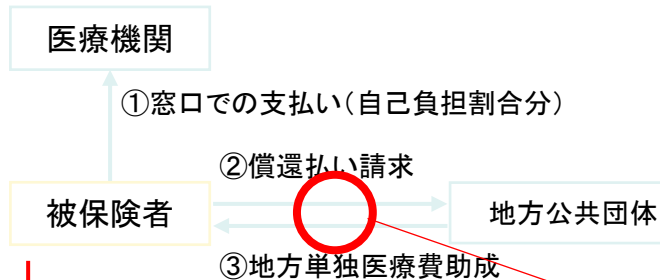 医療機関
①窓口での支払い（自己負担割合分）
②償還払い請求
被保険者
地方公共団体
③地方単独医療費助成